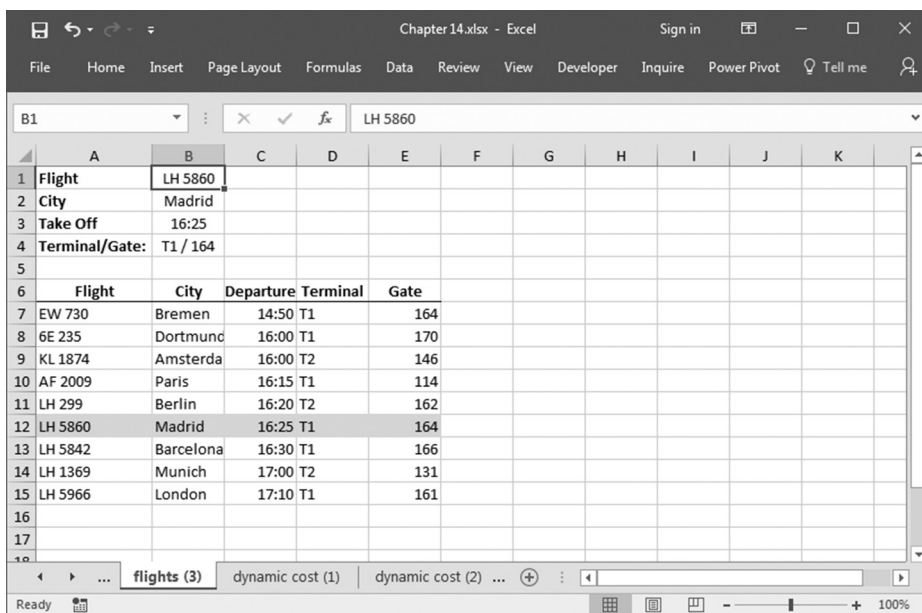 Chapter 14.xlsx - Excel Sign in
File Home Insert Page Layout Formulas Data Review View Developer Inquire Power Pivot Tell me
B1 fx LH 5860
A B C D E F G H I J K
1 Flight LH 5860
2 City Madrid
3 Take Off 16:25
4 Terminal/Gate: T1 / 164
5
6 Flight City Departure Terminal Gate
7 EW 730 Bremen 14:50 T1 164
8 6E 235 Dortmund 16:00 T1 170
9 KL 1874 Amsterda 16:00 T2 146
10 AF 2009 Paris 16:15 T1 114
11 LH 299 Berlin 16:20 T2 162
12 LH 5860 Madrid 16:25 T1 164
13 LH 5842 Barcelona 16:30 T1 166
14 LH 1369 Munich 17:00 T2 131
15 LH 5966 London 17:10 T1 161
16
17
18
... flights (3) dynamic cost (1) dynamic cost (2) ...
Ready 100%